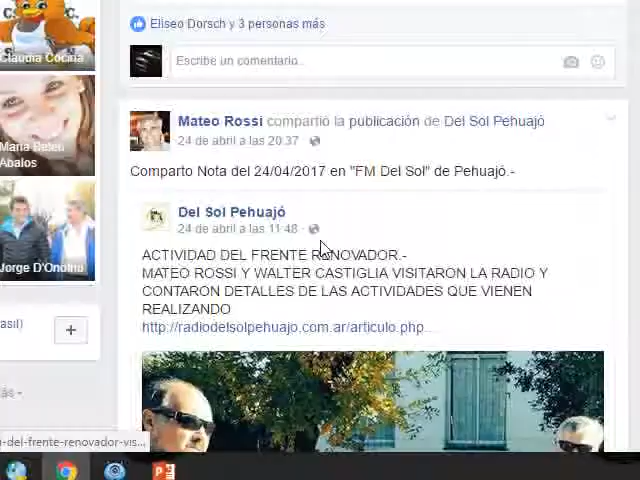 Eliseo Dorsch y 3 personas más
Claudia Cocina
Escribe un comentario...
Mateo Rossi compartió la publicación de Del Sol Pehuajó
24 de abril a las 20:37 ·
María Belén
Abalos
Comparto Nota del 24/04/2017 en "FM Del Sol" de Pehuajó.-
Del Sol Pehuajó
24 de abril a las 11:48 ·
Jorge D'Onofrio
ACTIVIDAD DEL FRENTE RENOVADOR.-
MATEO ROSSI Y WALTER CASTIGLIA VISITARON LA RADIO Y
CONTARON DETALLES DE LAS ACTIVIDADES QUE VIENEN
REALIZANDO
http://radiodelsolpehuajo.com.ar/articulo.php...
asil)
+
ás -
-del-frente-renovador-vis...